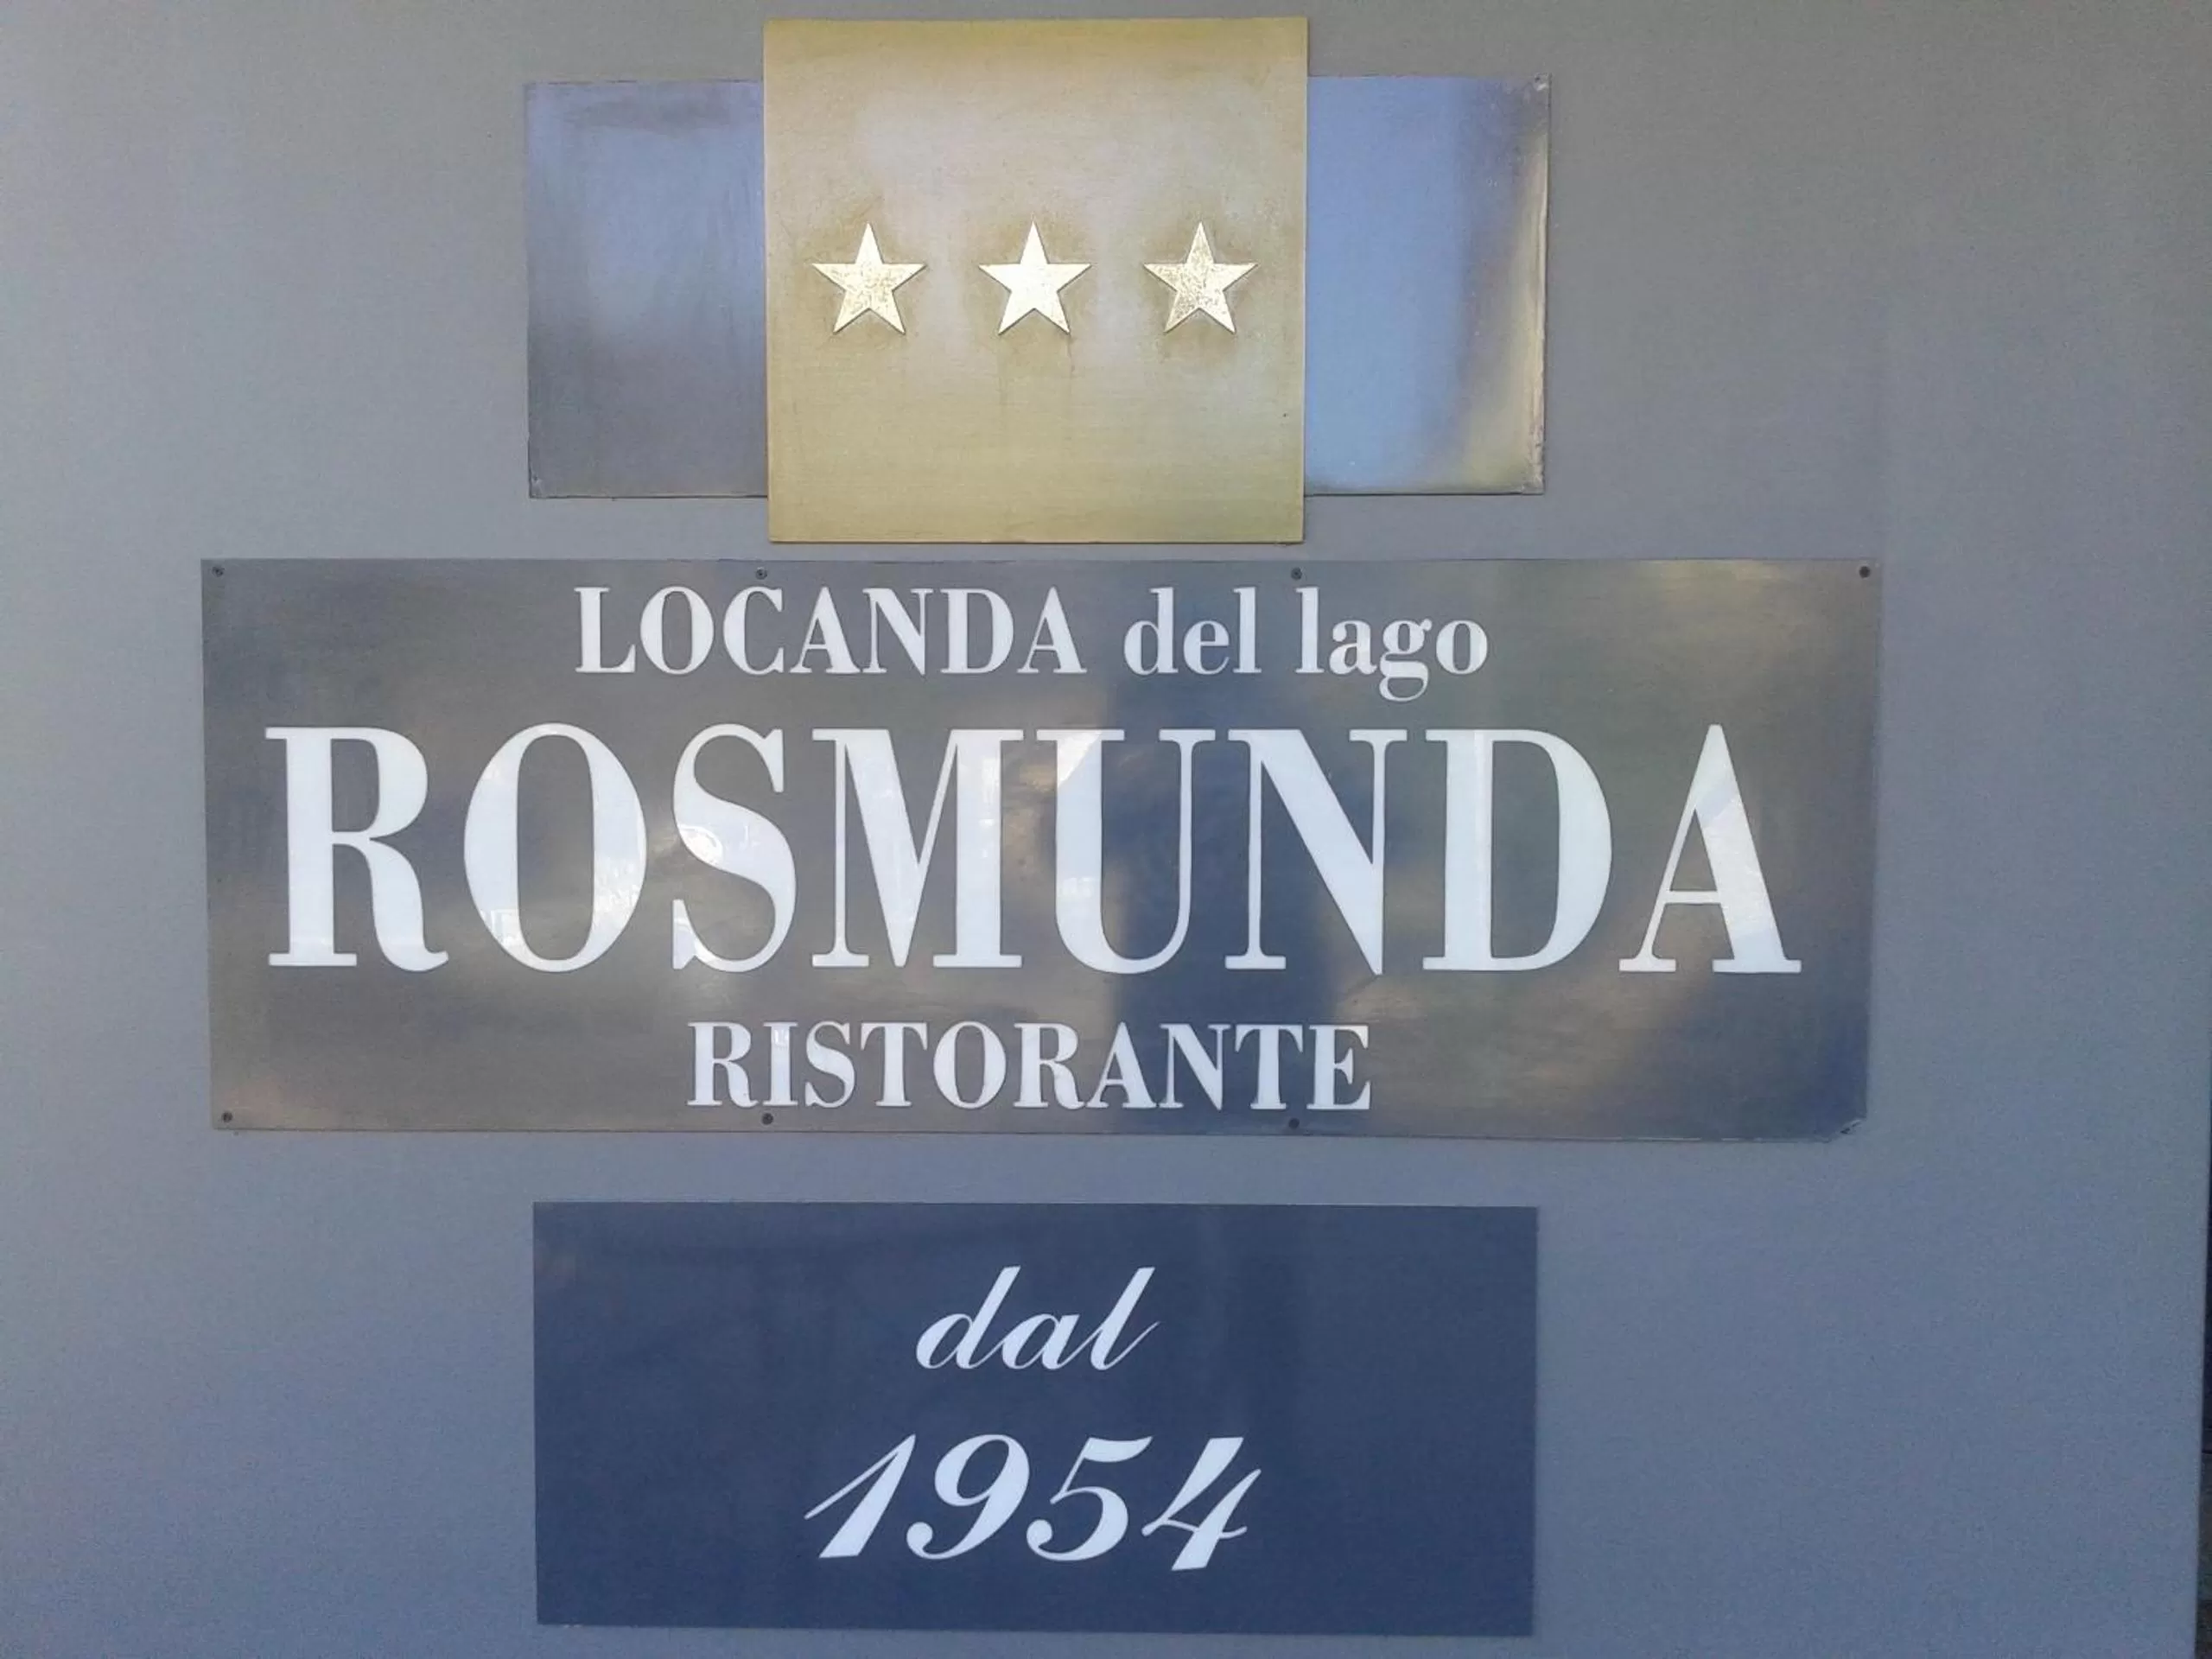 LOCANDA del lago
ROSMUNDA
RISTORANTE
dal
1954